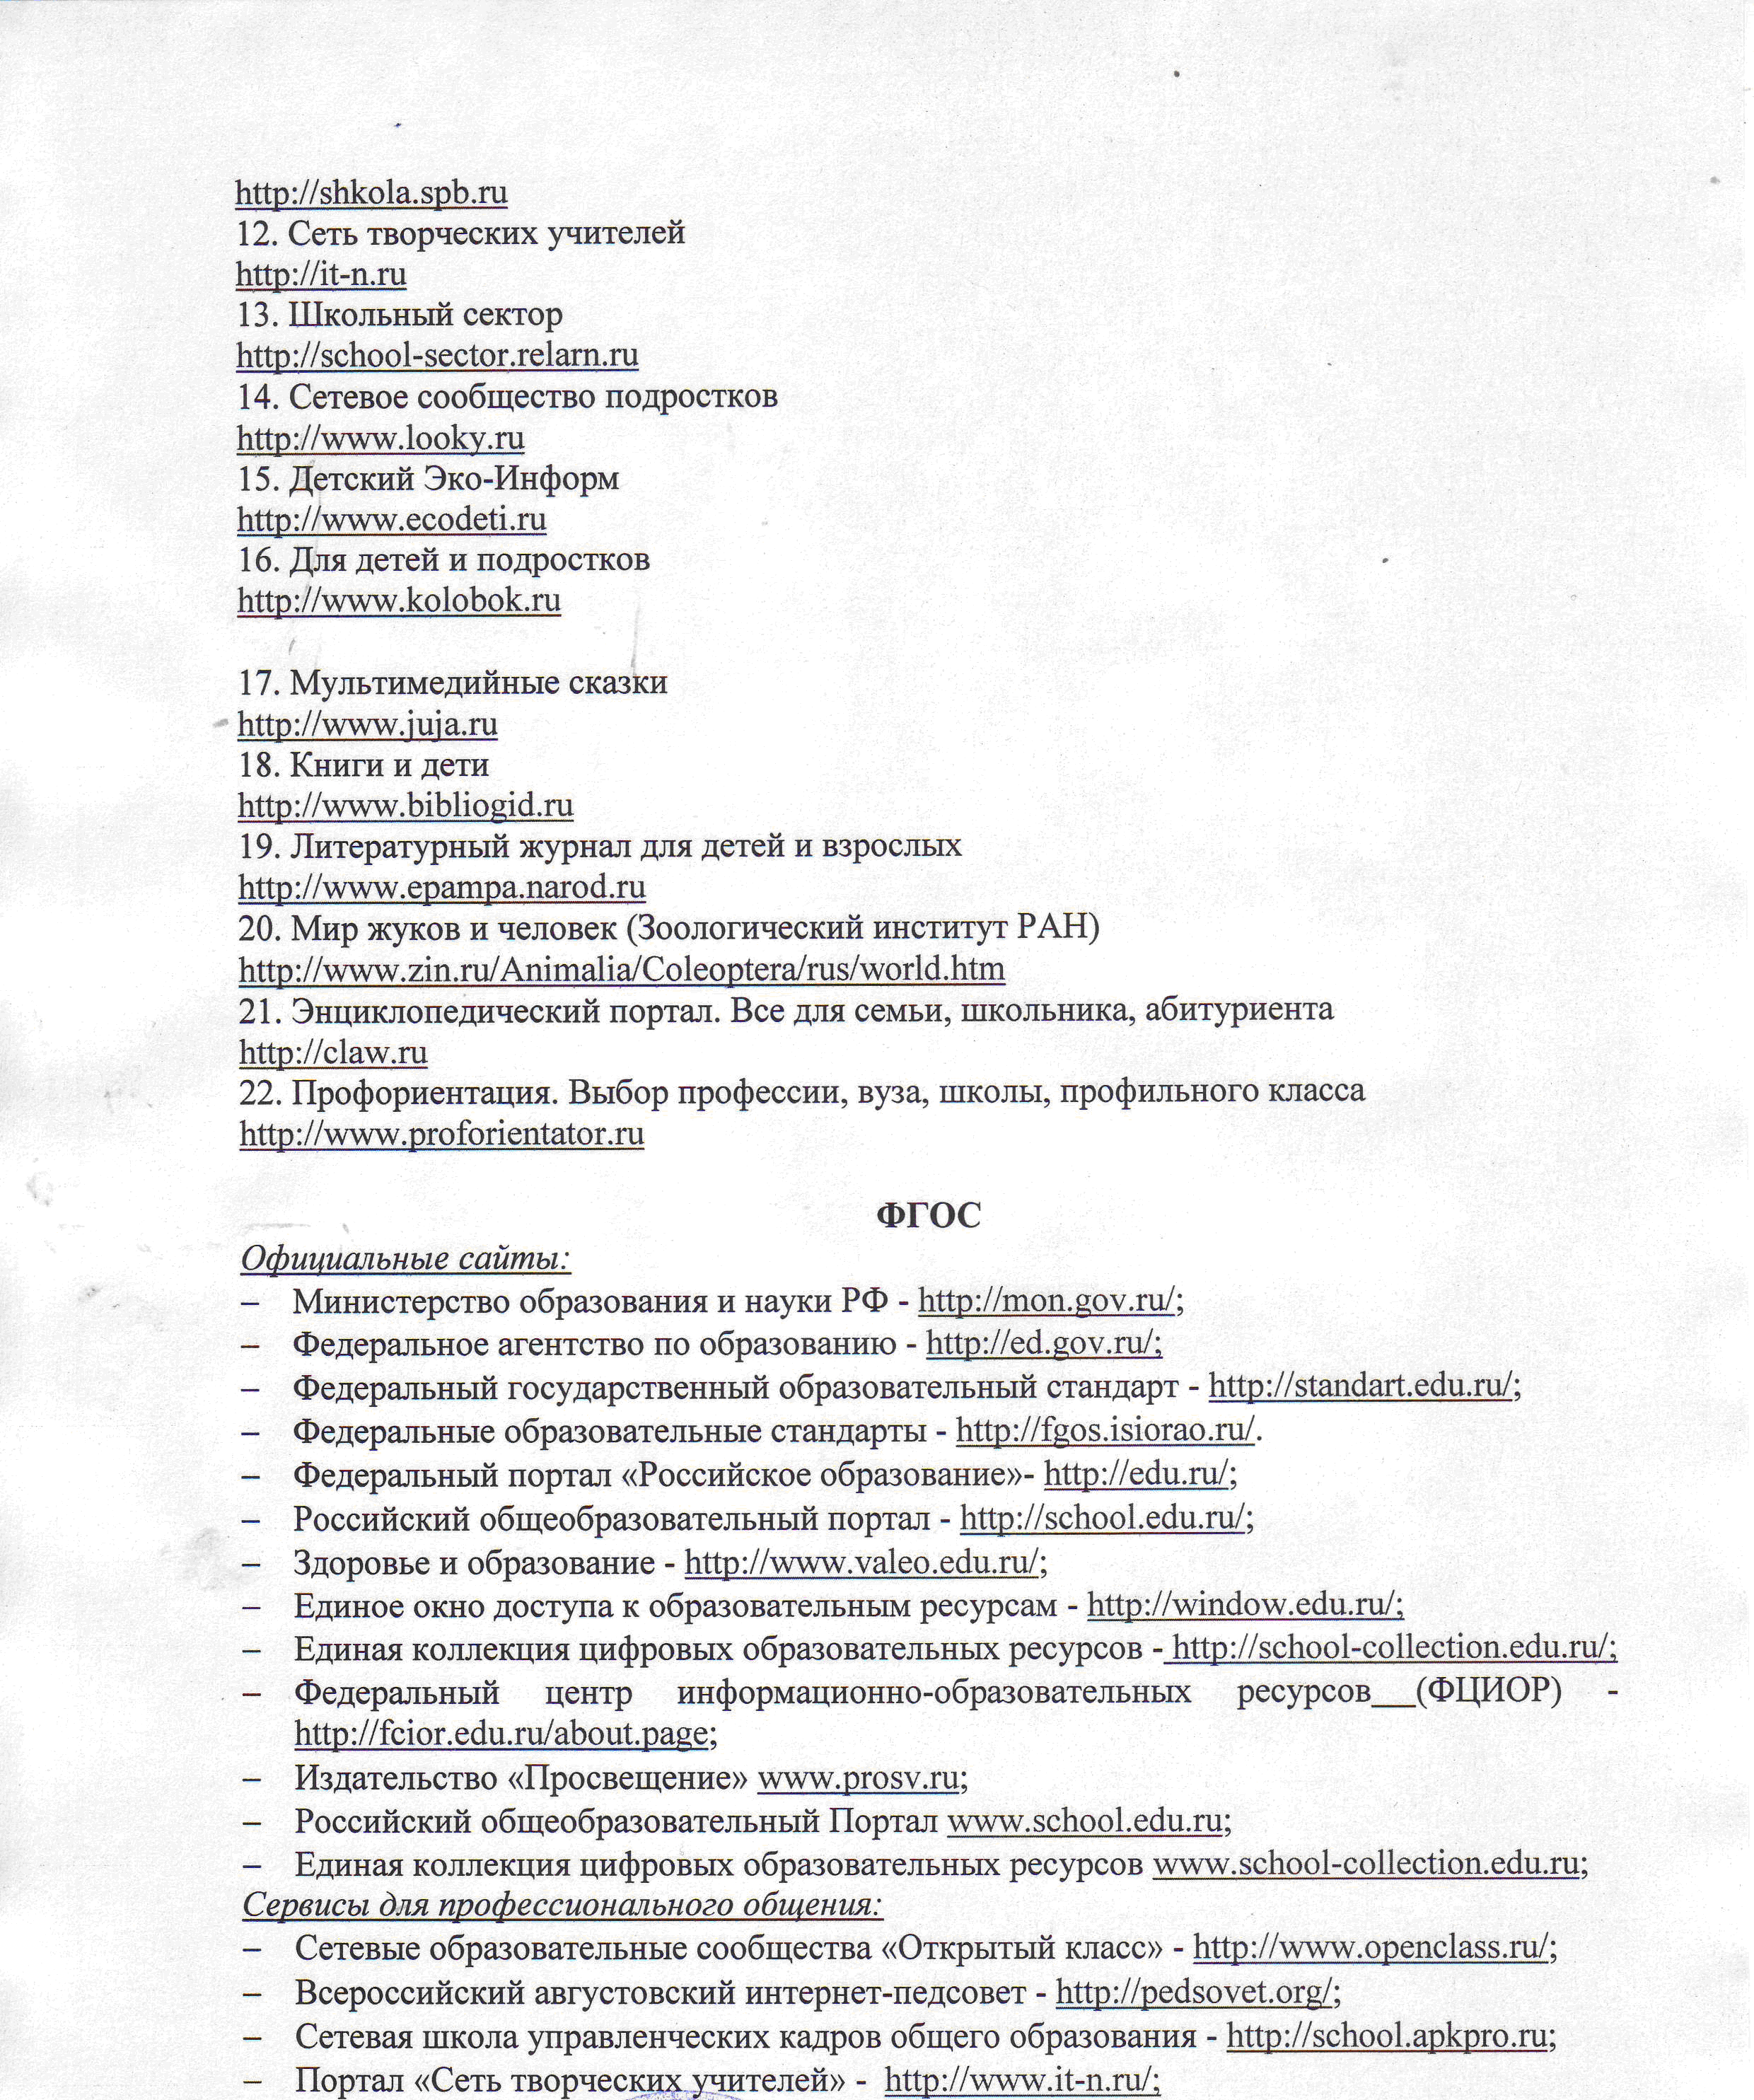 http://shkola.spb.ru
12. Сеть творческих учителей
http://it-n.ru
13. Школьный сектор
http://school-sector.relarn.ru
14. Сетевое сообщество подростков
http://www.looky.ru
15. Детский Эко-Информ
http://www.ecodeti.ru
16. Для детей и подростков
http://www.kolobok.ru
17. Мультимедийные сказки
http://www.juja.ru
18. Книги и дети
http://www.bibliogid.ru
19. Литературный журнал для детей и взрослых
http://www.epampa.narod.ru
20. Мир жуков и человек (Зоологический институт РАН)
http://www.zin.ru/Animalia/Coleoptera/rus/world.htm
21. Энциклопедический портал. Все для семьи, школьника, абитуриента
http://claw.ru
22. Профориентация. Выбор профессии, вуза, школы, профильного класса
http://www.proforientator.ru
ФГОС
Официальные сайты:
– Министерство образования и науки РФ - http://mon.gov.ru/;
– Федеральное агентство по образованию - http://ed.gov.ru/;
– Федеральный государственный образовательный стандарт - http://standart.edu.ru/;
– Федеральные образовательные стандарты - http://fgos.isiorao.ru/.
– Федеральный портал «Российское образование»- http://edu.ru/;
– Российский общеобразовательный портал - http://school.edu.ru/;
– Здоровье и образование - http://www.valeo.edu.ru/;
– Единое окно доступа к образовательным ресурсам - http://window.edu.ru/;
– Единая коллекция цифровых образовательных ресурсов - http://school-collection.edu.ru/;
– Федеральный центр информационно-образовательных ресурсов__(ФЦИОР) -
http://fcior.edu.ru/about.page;
– Издательство «Просвещение» www.prosv.ru;
– Российский общеобразовательный Портал www.school.edu.ru;
– Единая коллекция цифровых образовательных ресурсов www.school-collection.edu.ru;
Сервисы для профессионального общения:
– Сетевые образовательные сообщества «Открытый класс» - http://www.openclass.ru/;
– Всероссийский августовский интернет-педсовет - http://pedsovet.org/;
– Сетевая школа управленческих кадров общего образования - http://school.apkpro.ru;
– Портал «Сеть творческих учителей» - http://www.it-n.ru/;